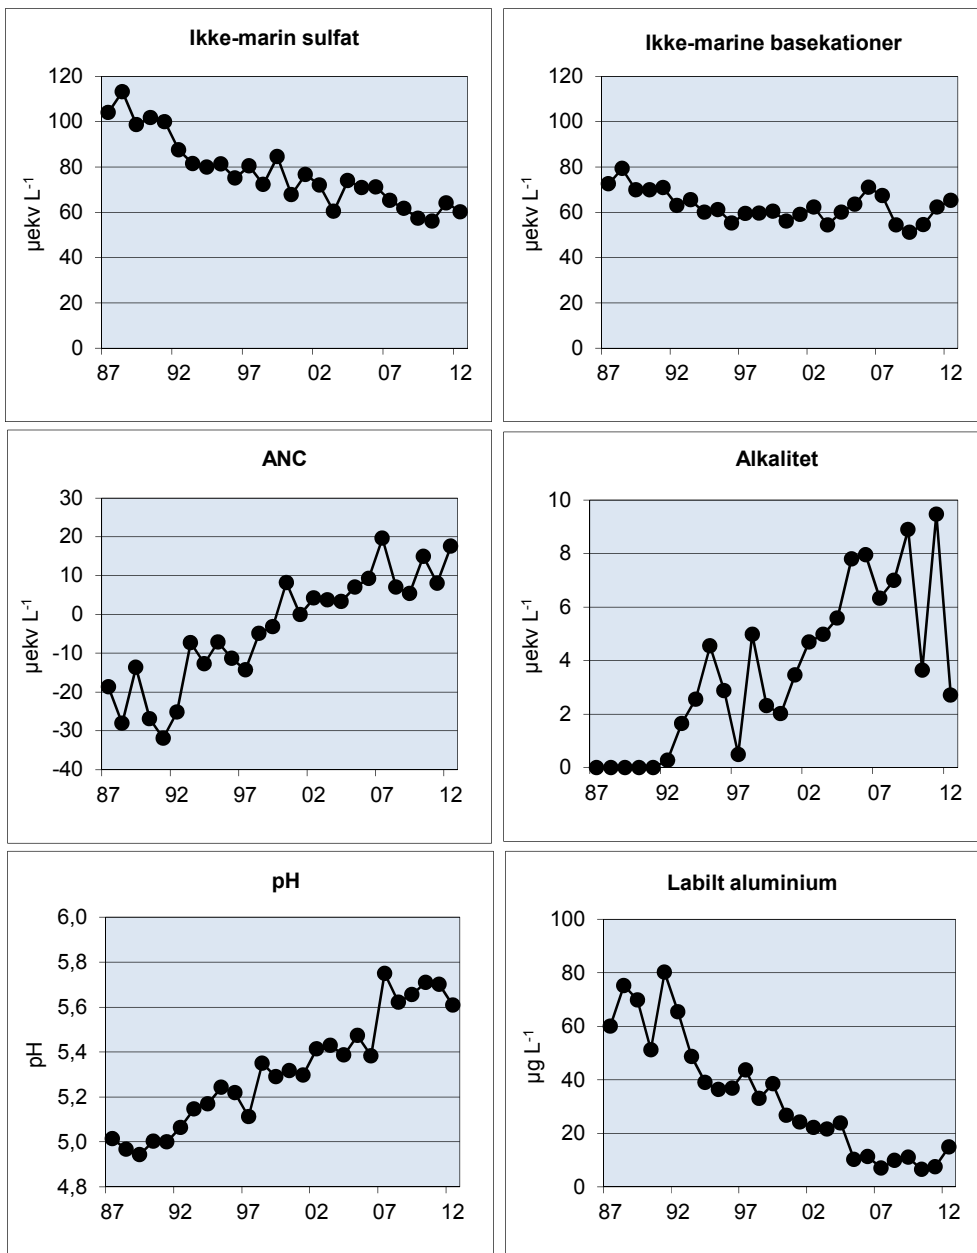 Ikke-marin sulfat
120
100
80
60
40
20
0
µekv L-1
87 92 97 02 07 12
Ikke-marine basekationer
120
100
80
60
40
20
0
µekv L-1
87 92 97 02 07 12
ANC
30
20
10
0
-10
-20
-30
-40
µekv L-1
87 92 97 02 07 12
Alkalitet
10
8
6
4
2
0
µekv L-1
87 92 97 02 07 12
pH
6,0
5,8
5,6
5,4
5,2
5,0
4,8
pH
87 92 97 02 07 12
Labilt aluminium
100
80
60
40
20
0
µg L-1
87 92 97 02 07 12